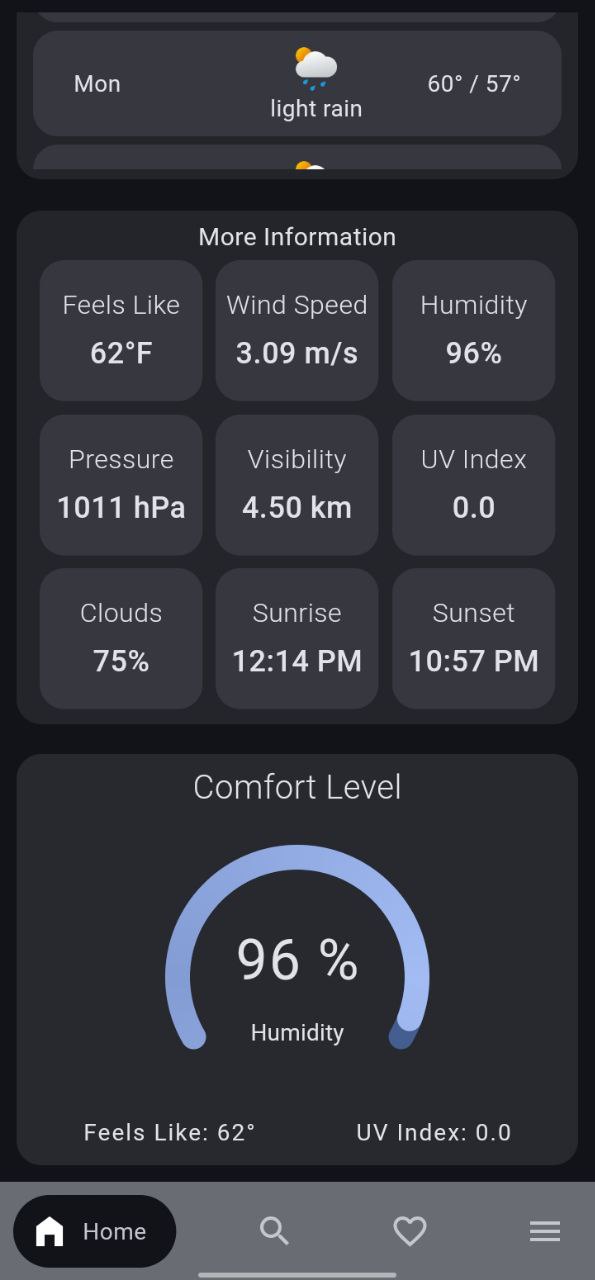 Mon
60° / 57°
light rain
More Information
Feels Like
Wind Speed
Humidity
62°F
3.09 m/s
96%
Pressure
Visibility
UV Index
1011 hPa
4.50 km
0.0
Clouds
Sunrise
Sunset
75%
12:14 PM
10:57 PM
Comfort Level
96 %
Humidity
Feels Like: 62°
UV Index: 0.0
Home